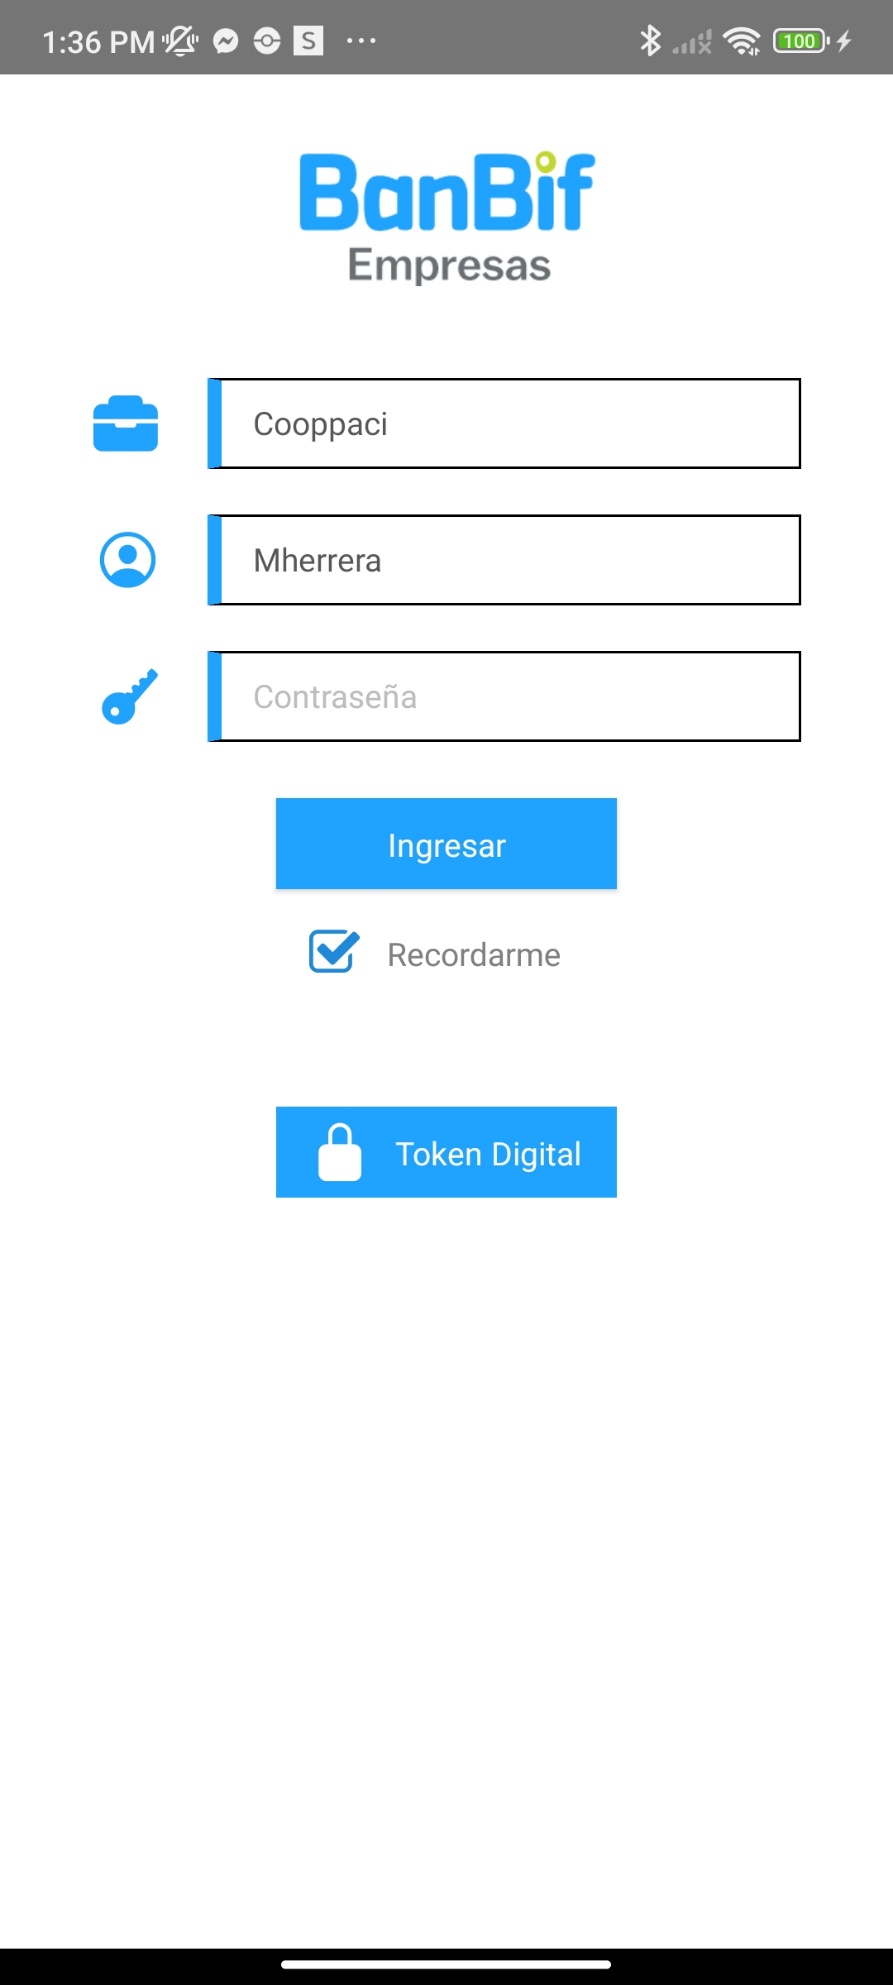 1:36 PM S ... 100
BanBif
Empresas
Cooppaci
Mherrera
Contraseña
Ingresar
Recordarme
Token Digital